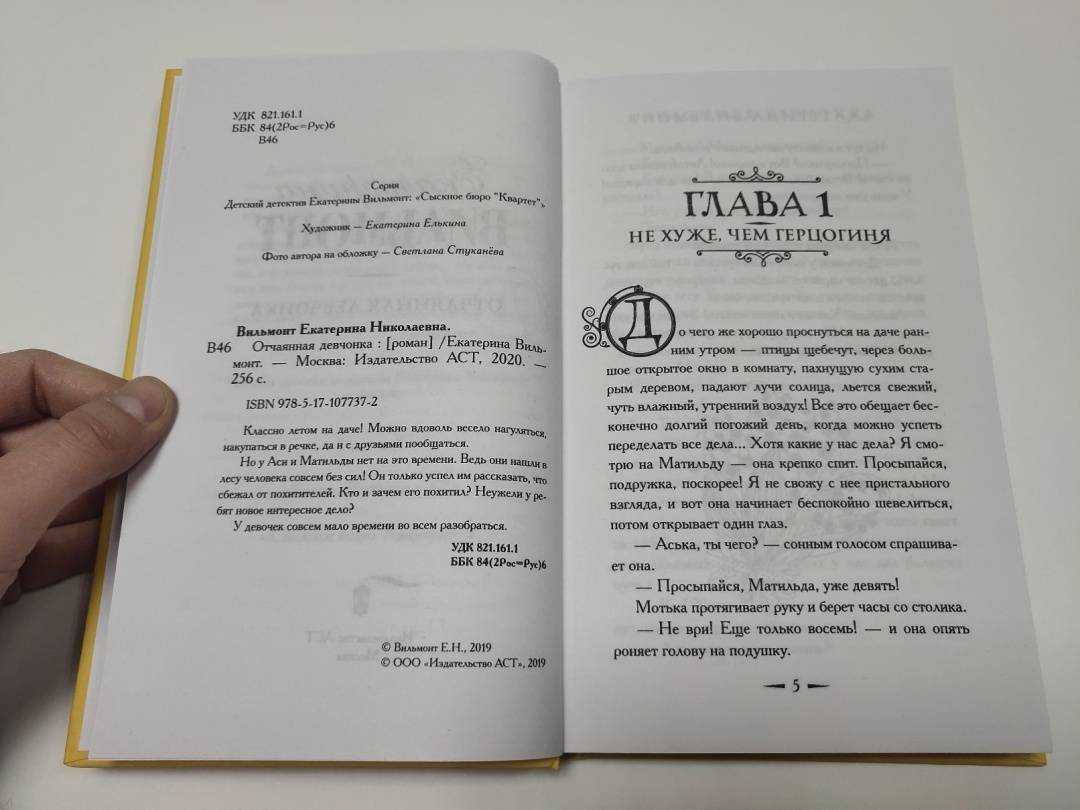 УДК 821.161.1
ББК 84(2Рос=Рус)6
В46
Серия
Детский детектив Екатерины Вильмонт: «Сыскное бюро "Квартет"»
Художник — Екатерина Елькина
Фото автора на обложку — Светлана Стуканёва
Вильмонт Екатерина Николаевна.
В46 Отчаянная девчонка : [роман] /Екатерина Виль-
монт. — Москва: Издательство АСТ, 2020. —
256 с.
ISBN 978-5-17-107737-2
Классно летом на даче! Можно вдоволь весело нагуляться,
накупаться в речке, да и с друзьями пообщаться.
Но у Аси и Матильды нет на это времени. Ведь они нашли в
лесу человека совсем без сил! Он только успел им рассказать, что
сбежал от похитителей. Кто и зачем его похитил? Неужели у ре-
бят новое интересное дело?
У девочек совсем мало времени во всем разобраться.
УДК 821.161.1
ББК 84(2Рос=Рус)6
© Вильмонт Е.Н., 2019
© ООО «Издательство АСТ», 2019
ГЛАВА 1
НЕ ХУЖЕ, ЧЕМ ГЕРЦОГИНЯ
До чего же хорошо проснуться на даче ран-
ним утром — птицы щебечут, через боль-
шое открытое окно в комнату, пахнущую сухим ста-
рым деревом, падают лучи солнца, льется свежий,
чуть влажный, утренний воздух! Все это обещает бес-
конечно долгий погожий день, когда можно успеть
переделать все дела... Хотя какие у нас дела? Я смо-
трю на Матильду — она крепко спит. Просыпайся,
подружка, поскорее! Я не свожу с нее пристального
взгляда, и вот она начинает беспокойно шевелиться,
потом открывает один глаз.
— Аська, ты чего? — сонным голосом спрашива-
ет она.
— Просыпайся, Матильда, уже девять!
Мотька протягивает руку и берет часы со столика.
— Не ври! Еще только восемь! — и она опять
роняет голову на подушку.
5